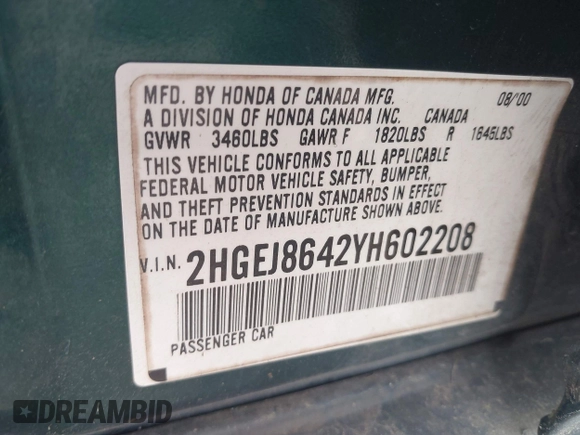 MFD. BY HONDA OF CANADA MFG. 08/00
A DIVISION OF HONDA CANADA INC. CANADA
GVWR 3460LBS GAWR F 1820LBS R 1645LBS
THIS VEHICLE CONFORMS TO ALL APPLICABLE
FEDERAL MOTOR VEHICLE SAFETY, BUMPER,
AND THEFT PREVENTION STANDARDS IN EFFECT
ON THE DATE OF MANUFACTURE SHOWN ABOVE.
V.I.N. 2HGEJ8642YH602208
PASSENGER CAR
DREAMBID